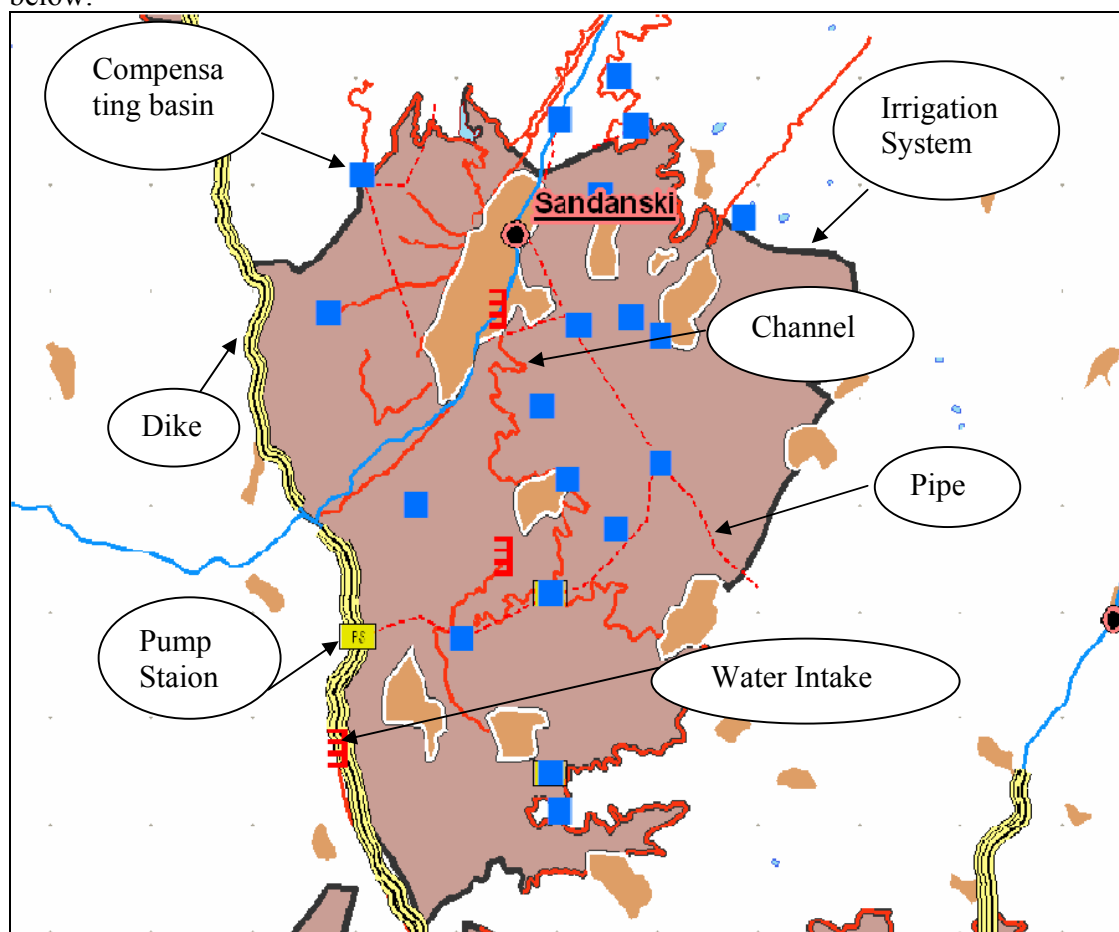 below:
Compensa
ting basin
Irrigation
System
Sandanski
Channel
Dike
Pipe
PS
Pump
Staion
Water Intake